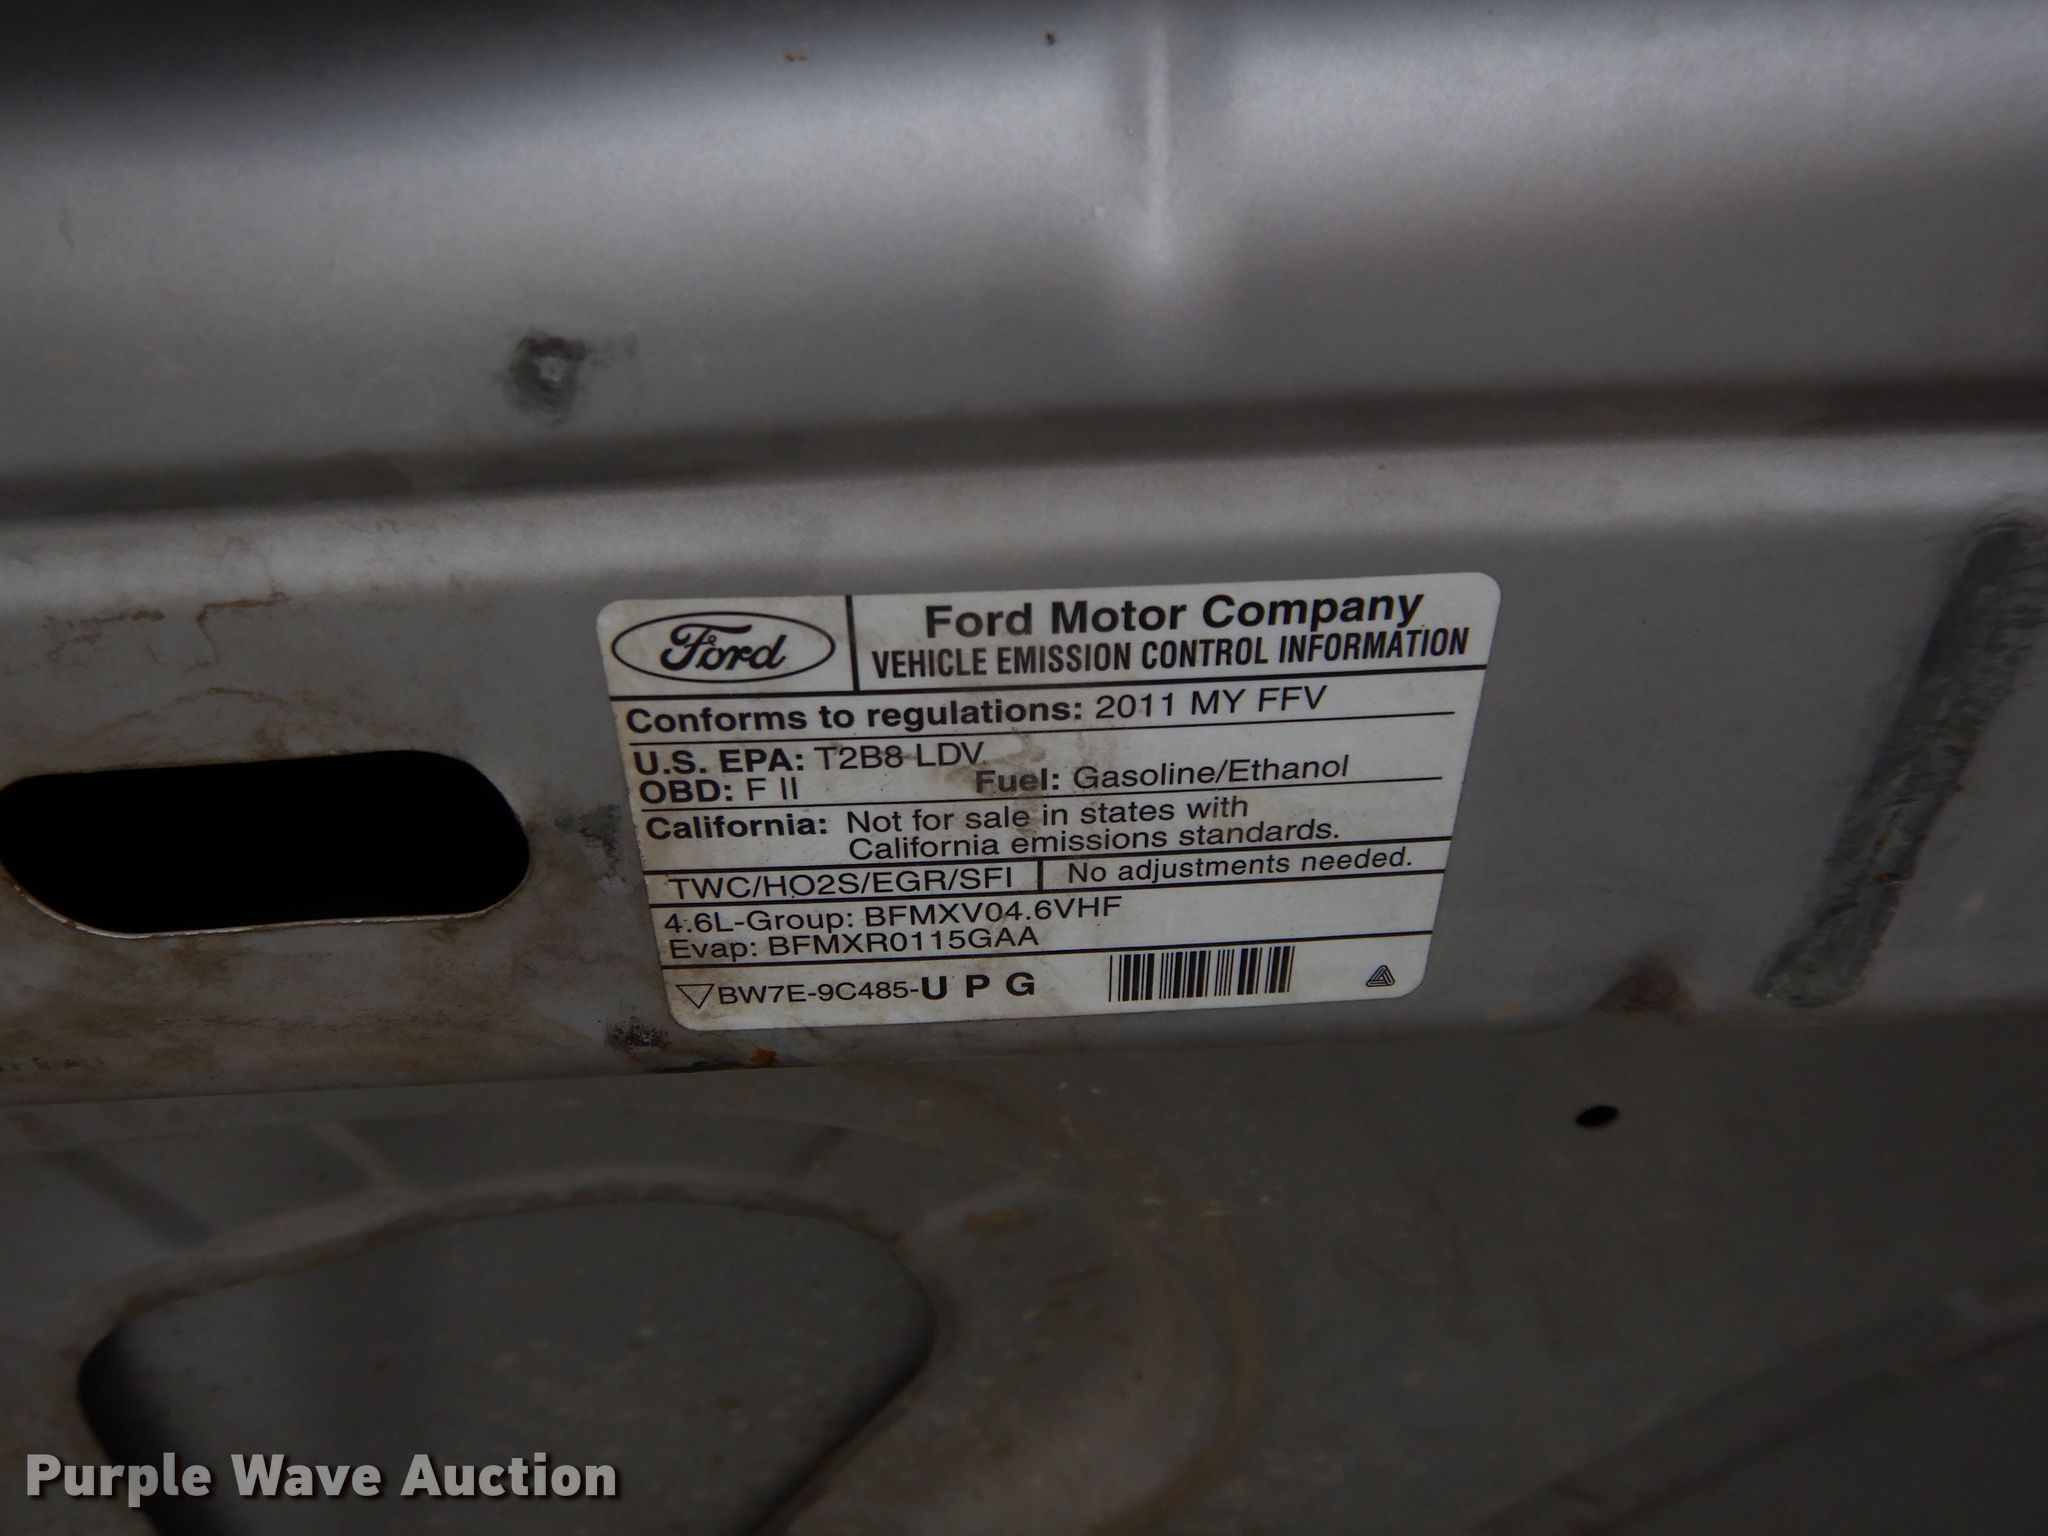 Ford
Ford Motor Company
VEHICLE EMISSION CONTROL INFORMATION
Conforms to regulations: 2011 MY FFV
U.S. EPA: T2B8 LDV
OBD: F II Fuel: Gasoline/Ethanol
California: Not for sale in states with
California emissions standards.
TWC/HO2S/EGR/SFI No adjustments needed.
4.6L-Group: BFMXV04.6VHF
Evap: BFMXR0115GAA
BW7E-9C485-U P G
Purple Wave Auction